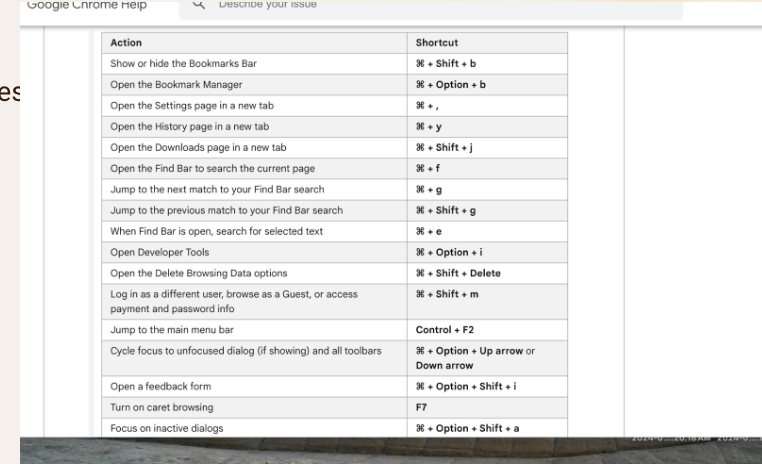 Google Chrome Help
Describe your issue
es
Action Shortcut
Show or hide the Bookmarks Bar ⌘ + Shift + b
Open the Bookmark Manager ⌘ + Option + b
Open the Settings page in a new tab ⌘ + ,
Open the History page in a new tab ⌘ + y
Open the Downloads page in a new tab ⌘ + Shift + j
Open the Find Bar to search the current page ⌘ + f
Jump to the next match to your Find Bar search ⌘ + g
Jump to the previous match to your Find Bar search ⌘ + Shift + g
When Find Bar is open, search for selected text ⌘ + e
Open Developer Tools ⌘ + Option + i
Open the Delete Browsing Data options ⌘ + Shift + Delete
Log in as a different user, browse as a Guest, or access ⌘ + Shift + m
payment and password info
Jump to the main menu bar Control + F2
Cycle focus to unfocused dialog (if showing) and all toolbars ⌘ + Option + Up arrow or
Down arrow
Open a feedback form ⌘ + Option + Shift + i
Turn on caret browsing F7
Focus on inactive dialogs ⌘ + Option + Shift + a